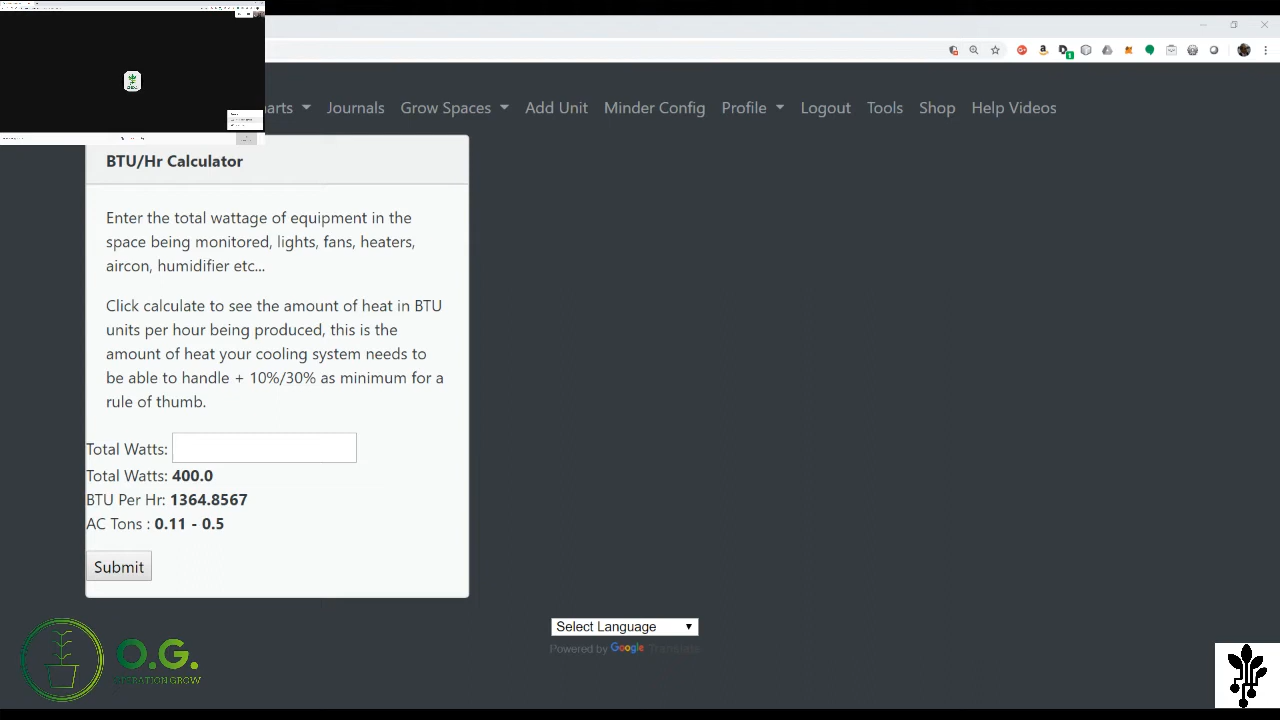 arts Journals Grow Spaces Add Unit Minder Config Profile Logout Tools Shop Help Videos
BTU/Hr Calculator
Enter the total wattage of equipment in the
space being monitored, lights, fans, heaters,
aircon, humidifier etc...
Click calculate to see the amount of heat in BTU
units per hour being produced, this is the
amount of heat your cooling system needs to
be able to handle + 10%/30% as minimum for a
rule of thumb.
Total Watts:
Total Watts: 400.0
BTU Per Hr: 1364.8567
AC Tons : 0.11 - 0.5
Submit
Select Language
Powered by Google Translate
O.G.
OPERATION GROW
1